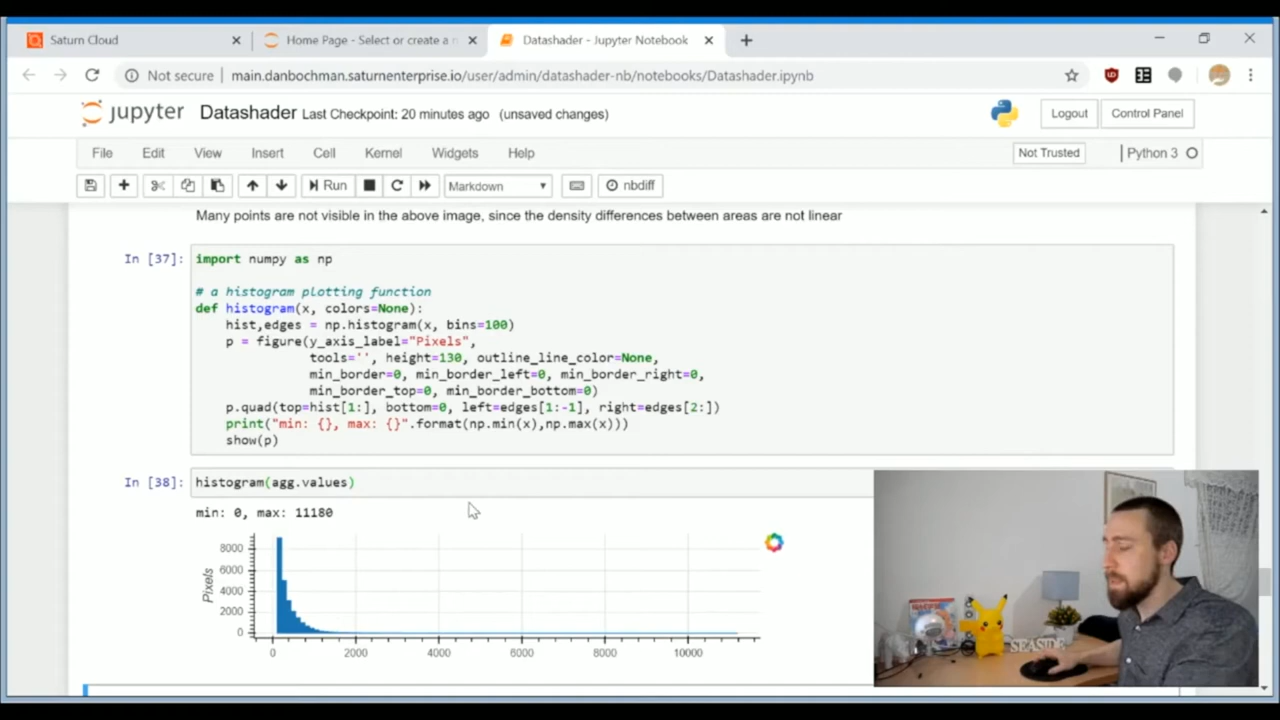 Saturn Cloud
Home Page - Select or create a n
Datashader - Jupyter Notebook
Not secure
main.danbochman.saturnenterprise.io/user/admin/datashader-nb/notebooks/Datashader.ipynb
jupyter
Datashader Last Checkpoint: 20 minutes ago (unsaved changes)
Logout
Control Panel
File Edit View Insert Cell Kernel Widgets Help
Not Trusted
Python 3
Run
Markdown
nbdiff
Many points are not visible in the above image, since the density differences between areas are not linear
In [37]:
import numpy as np
# a histogram plotting function
def histogram(x, colors=None):
    hist,edges = np.histogram(x, bins=100)
    p = figure(y_axis_label="Pixels",
               tools='', height=130, outline_line_color=None,
               min_border=0, min_border_left=0, min_border_right=0,
               min_border_top=0, min_border_bottom=0)
    p.quad(top=hist[1:], bottom=0, left=edges[1:-1], right=edges[2:])
    print("min: {}, max: {}".format(np.min(x),np.max(x)))
    show(p)
In [38]:
histogram(agg.values)
min: 0, max: 11180
Pixels
8000
6000
4000
2000
0
0 2000 4000 6000 8000 10000
SEASIDE